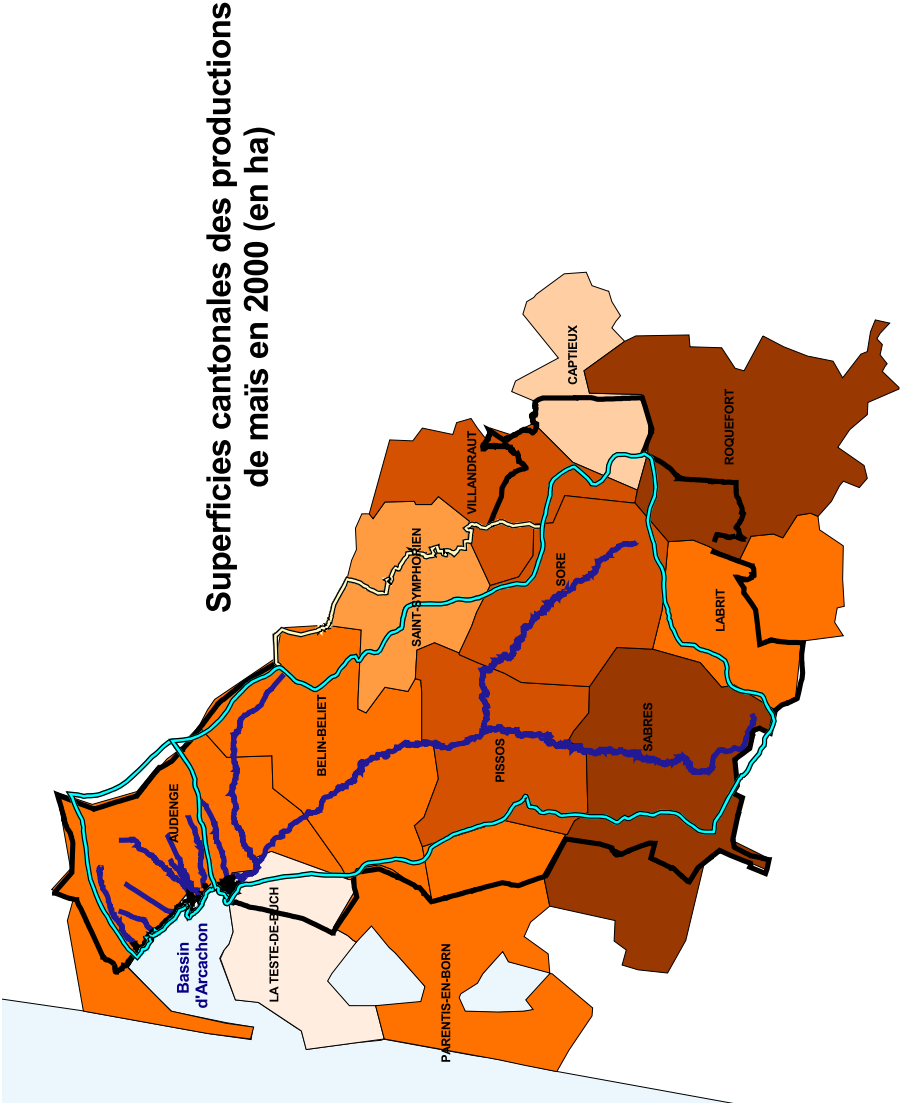 Superficies cantonales des productions
de maïs en 2000 (en ha)
CAPTIEUX
ROQUEFORT
VILLANDRAUT
SAINT-SYMPHORIEN
SORE
LABRIT
BELIN-BELIET
SABRES
PISSOS
AUDENGE
LA TESTE-DE-BUCH
PARENTIS-EN-BORN
Bassin
d'Arcachon